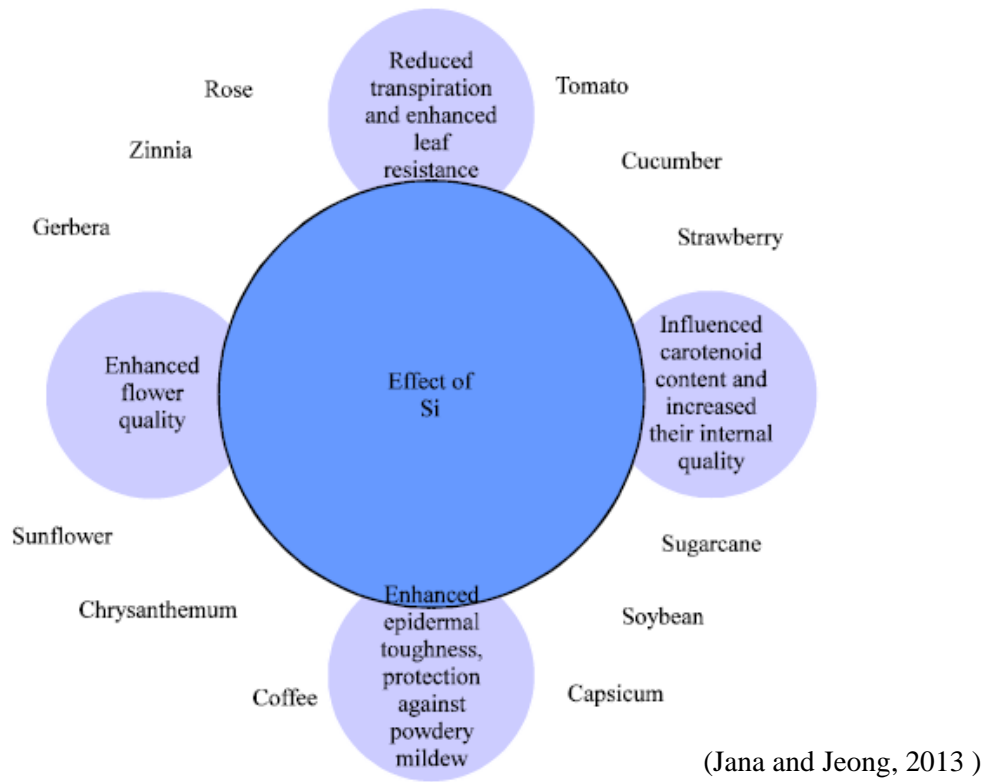 Reduced
transpiration
and enhanced
leaf
resistance
Rose
Tomato
Zinnia
Cucumber
Gerbera
Strawberry
Enhanced
flower
quality
Effect of
Si
Influenced
carotenoid
content and
increased
their internal
quality
Sunflower
Sugarcane
Chrysanthemum
Soybean
Coffee
Capsicum
Enhanced
epidermal
toughness,
protection
against
powdery
mildew
(Jana and Jeong, 2013 )